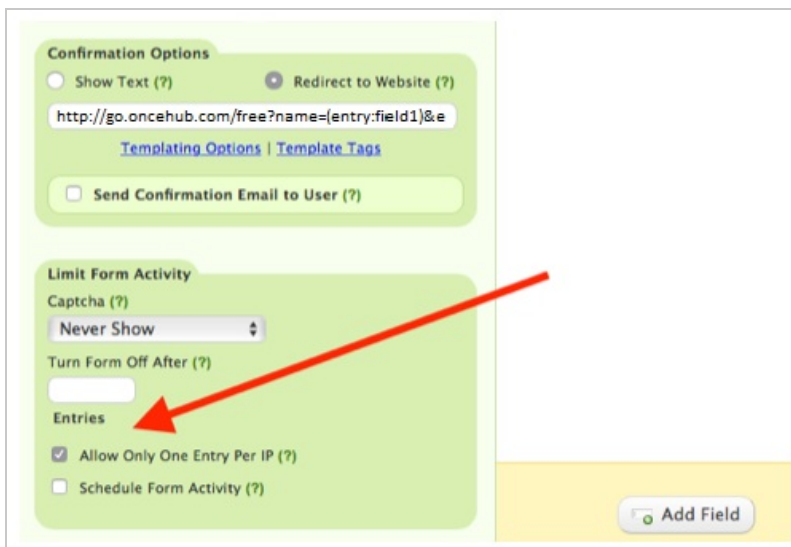 Confirmation Options
Show Text (?) Redirect to Website (?)
http://go.oncehub.com/free?name={entry:field1}&e
Templating Options | Template Tags
Send Confirmation Email to User (?)
Limit Form Activity
Captcha (?)
Never Show
Turn Form Off After (?)
Entries
Allow Only One Entry Per IP (?)
Schedule Form Activity (?)
Add Field